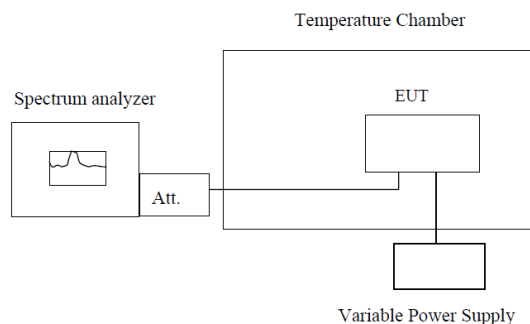 Temperature Chamber
Spectrum analyzer
EUT
Att.
Variable Power Supply